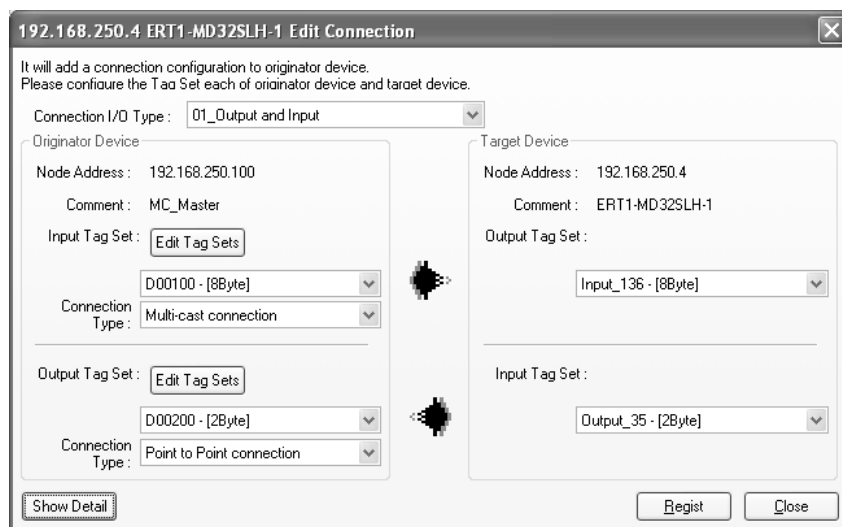 192.168.250.4 ERT1-MD32SLH-1 Edit Connection
It will add a connection configuration to originator device.
Please configure the Tag Set each of originator device and target device.
Connection I/O Type : 01_Output and Input
Originator Device
Node Address : 192.168.250.100
Comment : MC_Master
Input Tag Set : Edit Tag Sets
D00100 - [8Byte]
Connection Type : Multi-cast connection
Output Tag Set : Edit Tag Sets
D00200 - [2Byte]
Connection Type : Point to Point connection
Target Device
Node Address : 192.168.250.4
Comment : ERT1-MD32SLH-1
Output Tag Set :
Input_136 - [8Byte]
Input Tag Set :
Output_35 - [2Byte]
Show Detail
Regist
Close